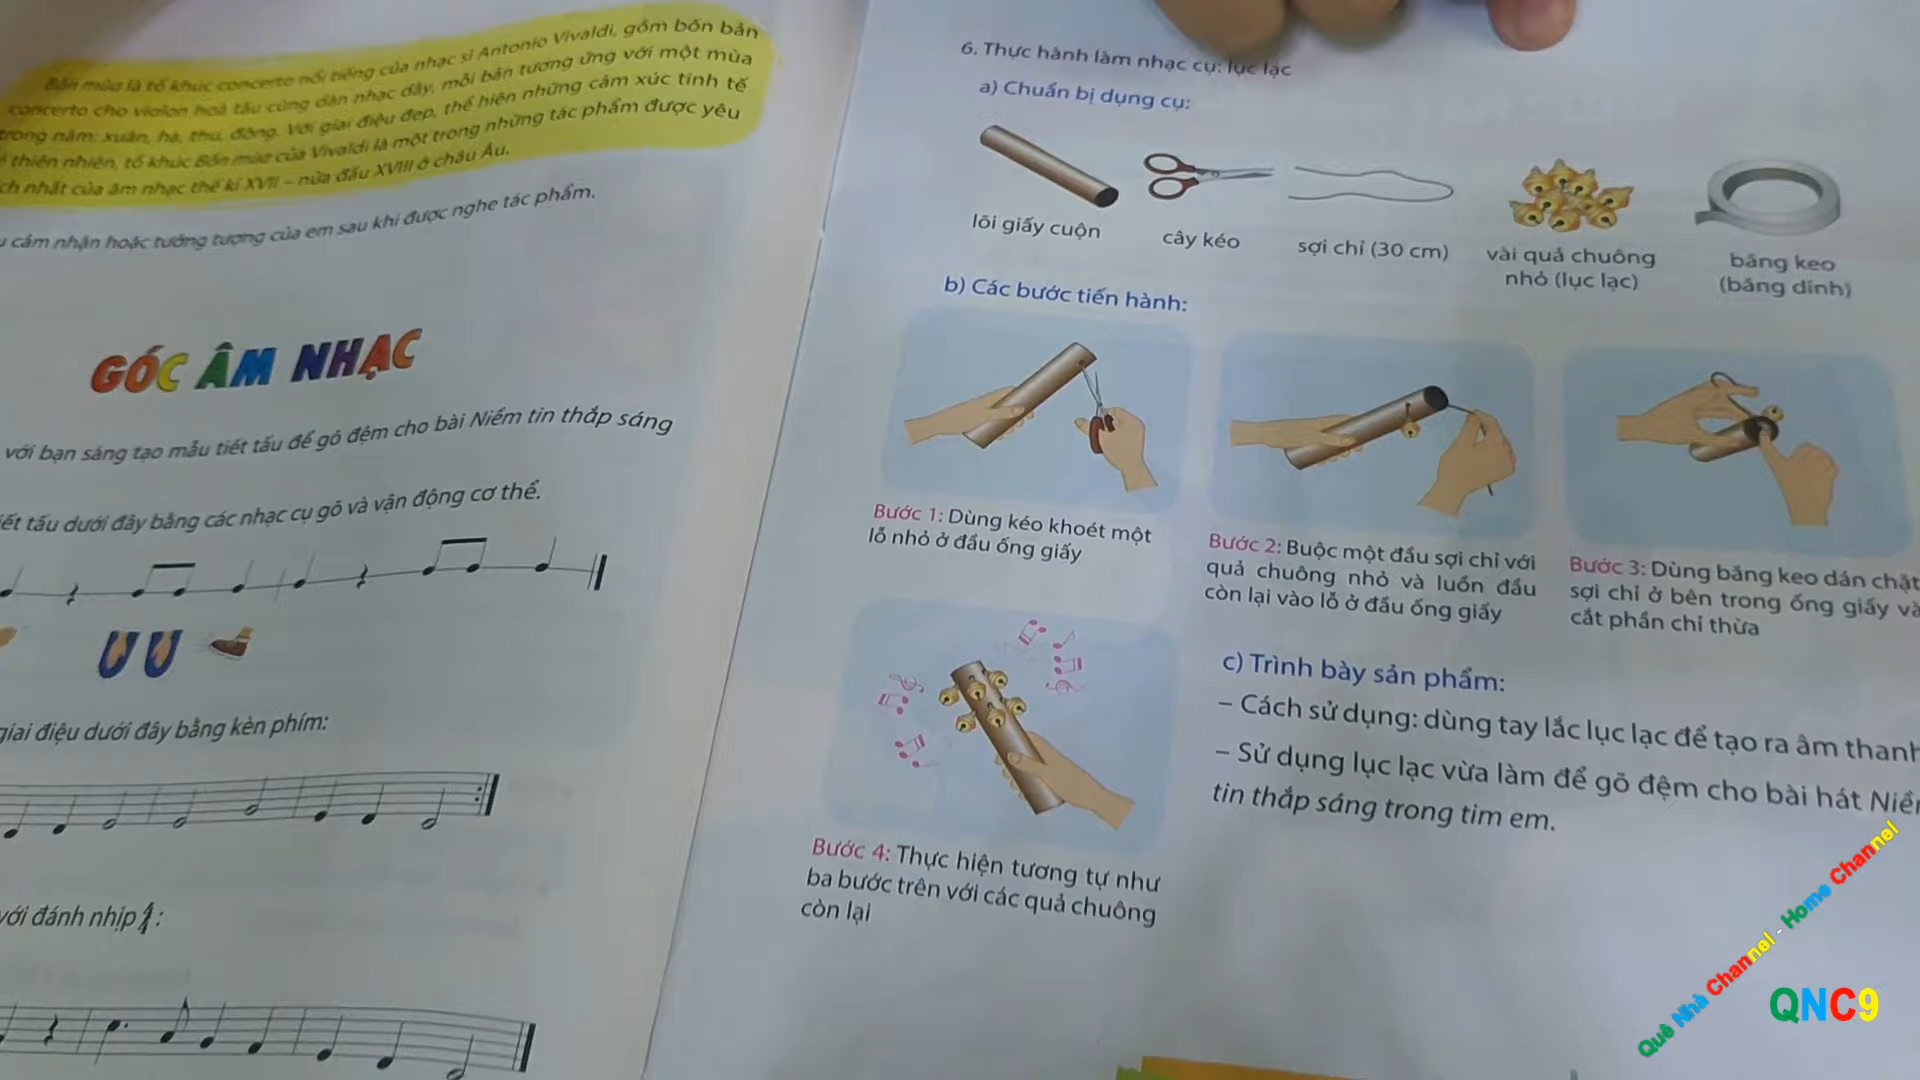 Bốn mùa là tổ khúc concerto nổi tiếng của nhạc sĩ Antonio Vivaldi, gồm bốn bản
concerto cho violon hoà tấu cùng dàn nhạc dây, mỗi bản tương ứng với một mùa
trong năm: xuân, hạ, thu, đông. Với giai điệu đẹp, thể hiện những cảm xúc tinh tế
thiên nhiên, tổ khúc Bốn mùa của Vivaldi là một trong những tác phẩm được yêu
nhất của âm nhạc thế kỉ XVII – nửa đầu XVIII ở châu Âu.
cảm nhận hoặc tưởng tượng của em sau khi được nghe tác phẩm.
GÓC ÂM NHẠC
với bạn sáng tạo mẫu tiết tấu để gõ đệm cho bài Niềm tin thắp sáng
tiết tấu dưới đây bằng các nhạc cụ gõ và vận động cơ thể.
giai điệu dưới đây bằng kèn phím:
với đánh nhịp 4/4:
6. Thực hành làm nhạc cụ: lục lạc
a) Chuẩn bị dụng cụ:
lõi giấy cuộn
cây kéo
sợi chỉ (30 cm)
vài quả chuông
nhỏ (lục lạc)
băng keo
(băng dính)
b) Các bước tiến hành:
Bước 1: Dùng kéo khoét một
lỗ nhỏ ở đầu ống giấy
Bước 2: Buộc một đầu sợi chỉ với
quả chuông nhỏ và luồn đầu
còn lại vào lỗ ở đầu ống giấy
Bước 3: Dùng băng keo dán chặt
sợi chỉ ở bên trong ống giấy và
cắt phần chỉ thừa
Bước 4: Thực hiện tương tự như
ba bước trên với các quả chuông
còn lại
c) Trình bày sản phẩm:
– Cách sử dụng: dùng tay lắc lục lạc để tạo ra âm thanh
– Sử dụng lục lạc vừa làm để gõ đệm cho bài hát Niềm
tin thắp sáng trong tim em.
Quê Nhà Channel - Home Channel
QNC9